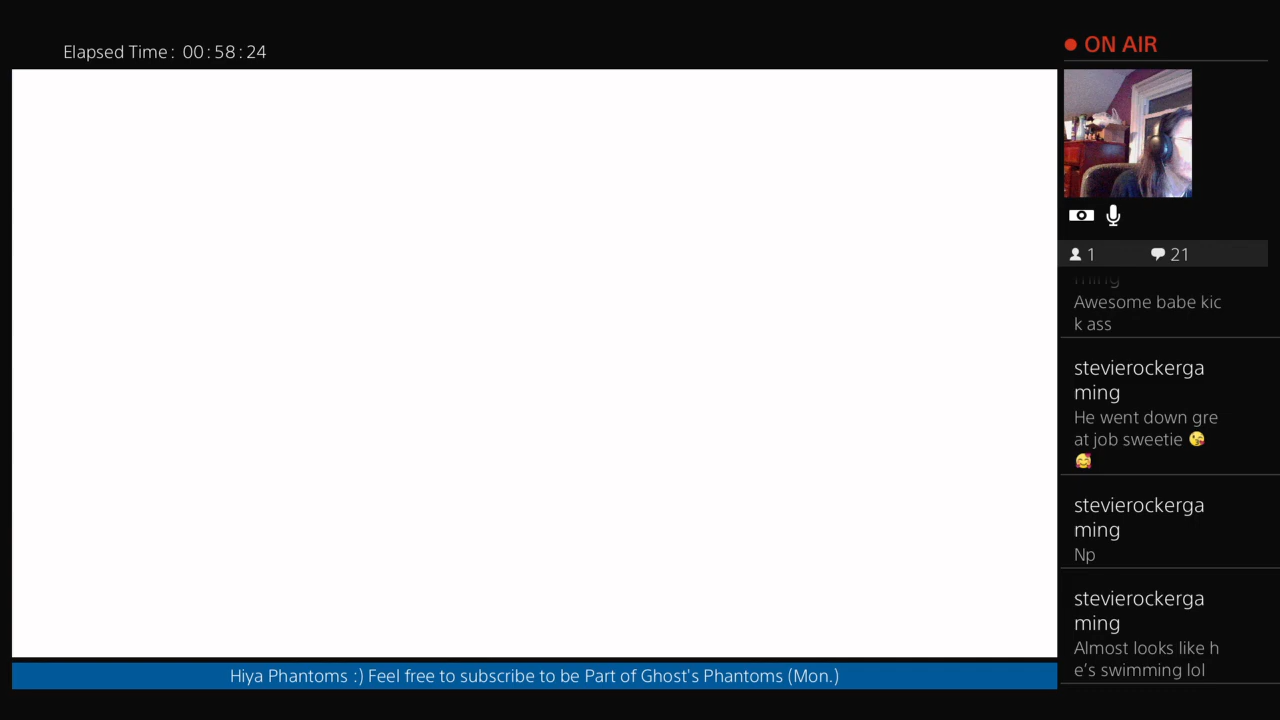 Elapsed Time: 00:58:24
ON AIR
1
21
ming
Awesome babe kic
k ass
stevierockerga
ming
He went down gre
at job sweetie 😘
🥰
stevierockerga
ming
Np
stevierockerga
ming
Almost looks like h
e's swimming lol
Hiya Phantoms :) Feel free to subscribe to be Part of Ghost's Phantoms (Mon.)